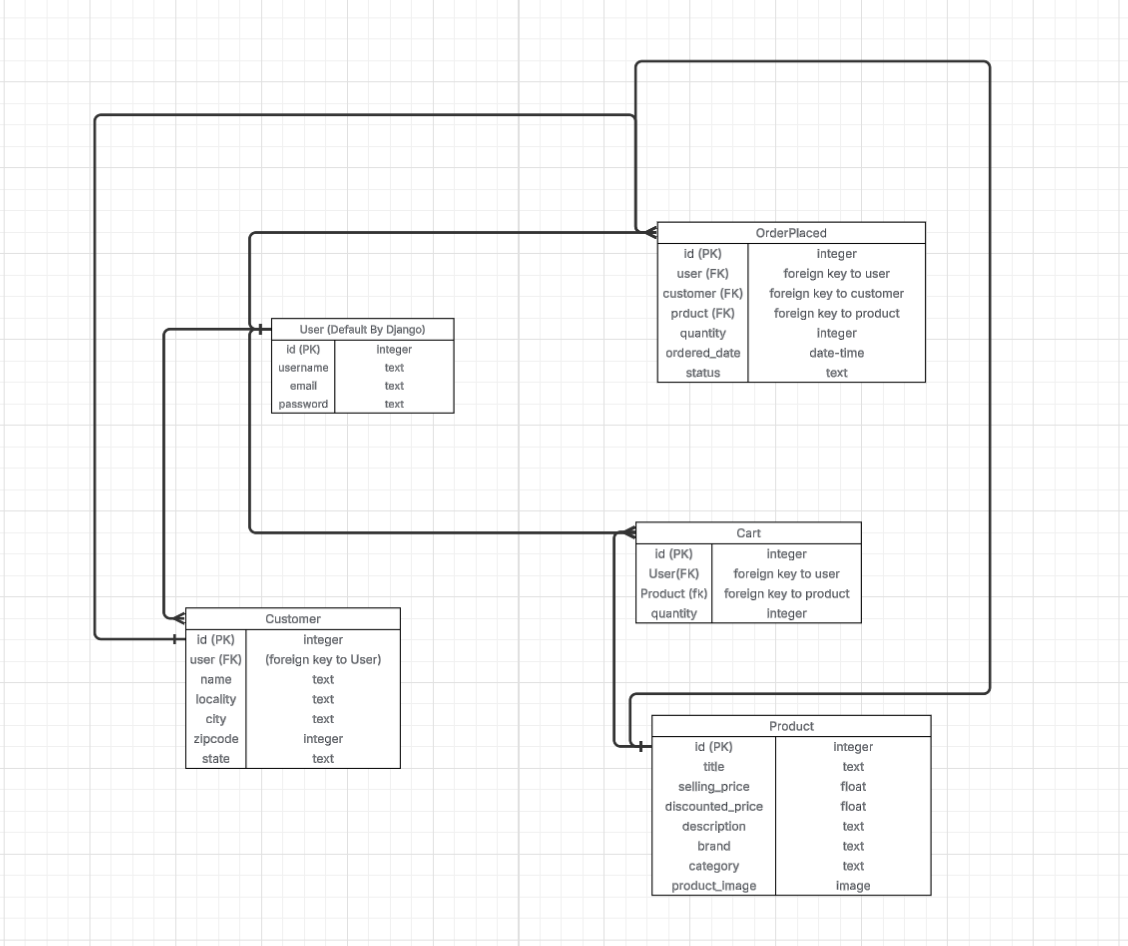 OrderPlaced
id (PK) integer
user (FK) foreign key to user
customer (FK) foreign key to customer
prduct (FK) foreign key to product
quantity integer
ordered_date date-time
status text
User (Default By Django)
id (PK) integer
username text
email text
password text
Cart
id (PK) integer
User(FK) foreign key to user
Product (fk) foreign key to product
quantity integer
Customer
id (PK) integer
user (FK) (foreign key to User)
name text
locality text
city text
zipcode integer
state text
Product
id (PK) integer
title text
selling_price float
discounted_price float
description text
brand text
category text
product_image image